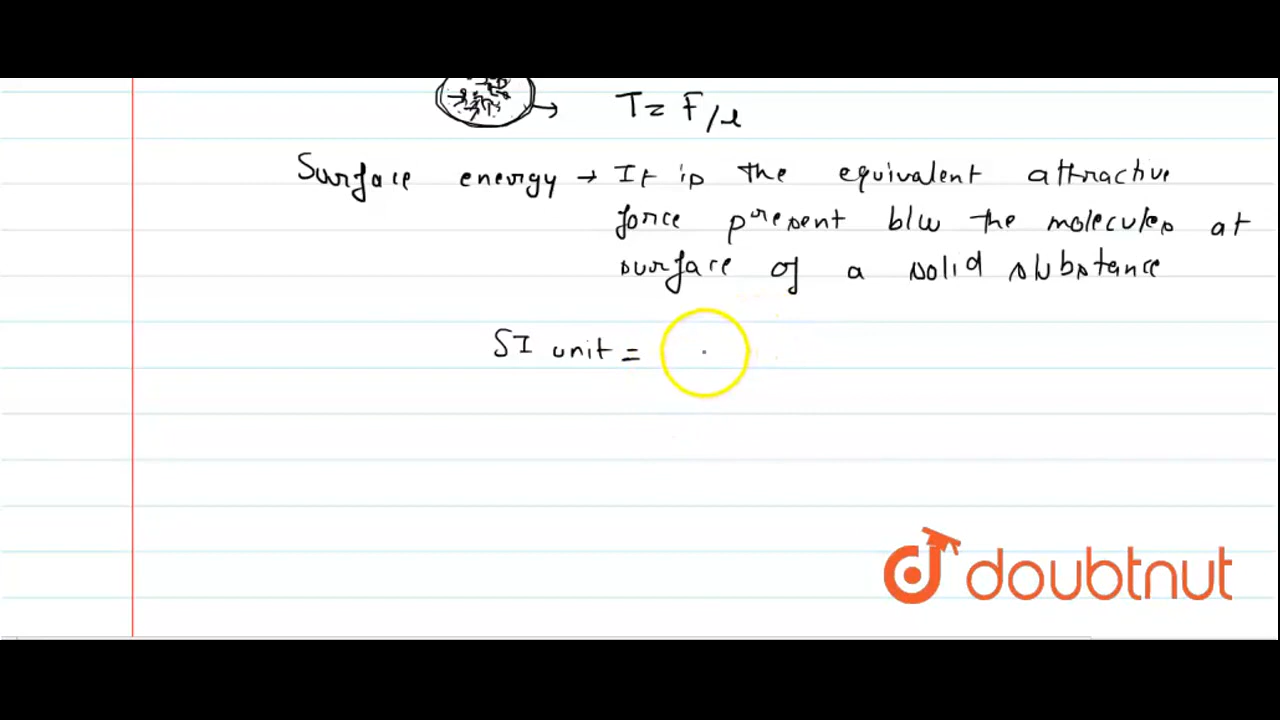 T= F/l
Surface energy → It is the equivalent attractive
force present b/w the molecules at
surface of a solid substance
SI unit =
doubtnut